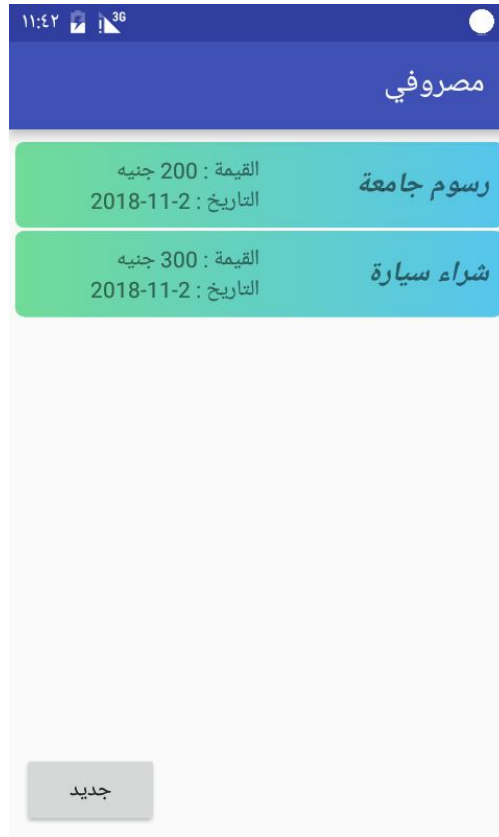 ١١:٤٢
3G
مصروفي
رسوم جامعة
القيمة : 200 جنيه
التاريخ : 2-11-2018
شراء سيارة
القيمة : 300 جنيه
التاريخ : 2-11-2018
جديد